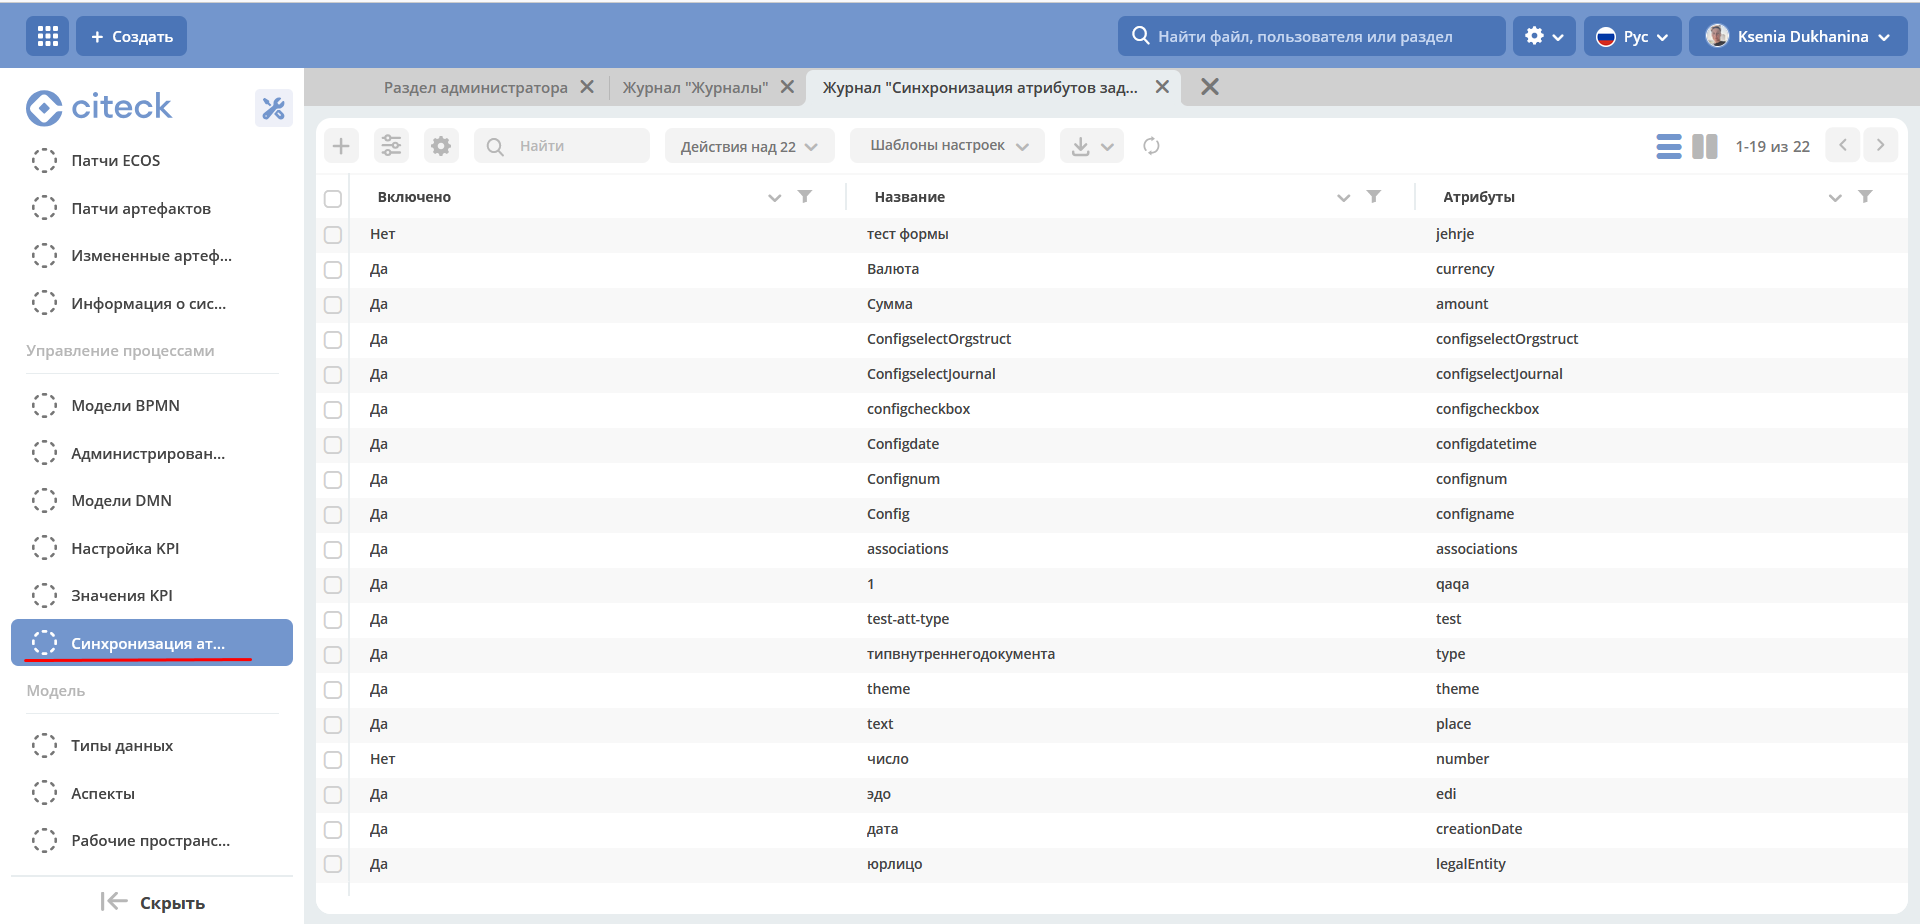 Создать
Найти файл, пользователя или раздел
Рус
Ksenia Dukhanina
citeck
Патчи ECOS
Патчи артефактов
Измененные артеф...
Информация о сис...
Управление процессами
Модели BPMN
Администрирован...
Модели DMN
Настройка KPI
Значения KPI
Синхронизация ат...
Модель
Типы данных
Аспекты
Рабочие пространс...
Скрыть
Раздел администратора
Журнал "Журналы"
Журнал "Синхронизация атрибутов зад...
Найти
Действия над 22
Шаблоны настроек
1-19 из 22
Включено Название Атрибуты
Нет тест формы jehrje
Да Валюта currency
Да Сумма amount
Да ConfigselectOrgstruct configselectOrgstruct
Да ConfigselectJournal configselectJournal
Да configcheckbox configcheckbox
Да Configdate configdatetime
Да Confignum confignum
Да Config configname
Да associations associations
Да 1 qaqa
Да test-att-type test
Да типвнутреннегодокумента type
Да theme theme
Да text place
Нет число number
Да эдо edi
Да дата creationDate
Да юрлицо legalEntity